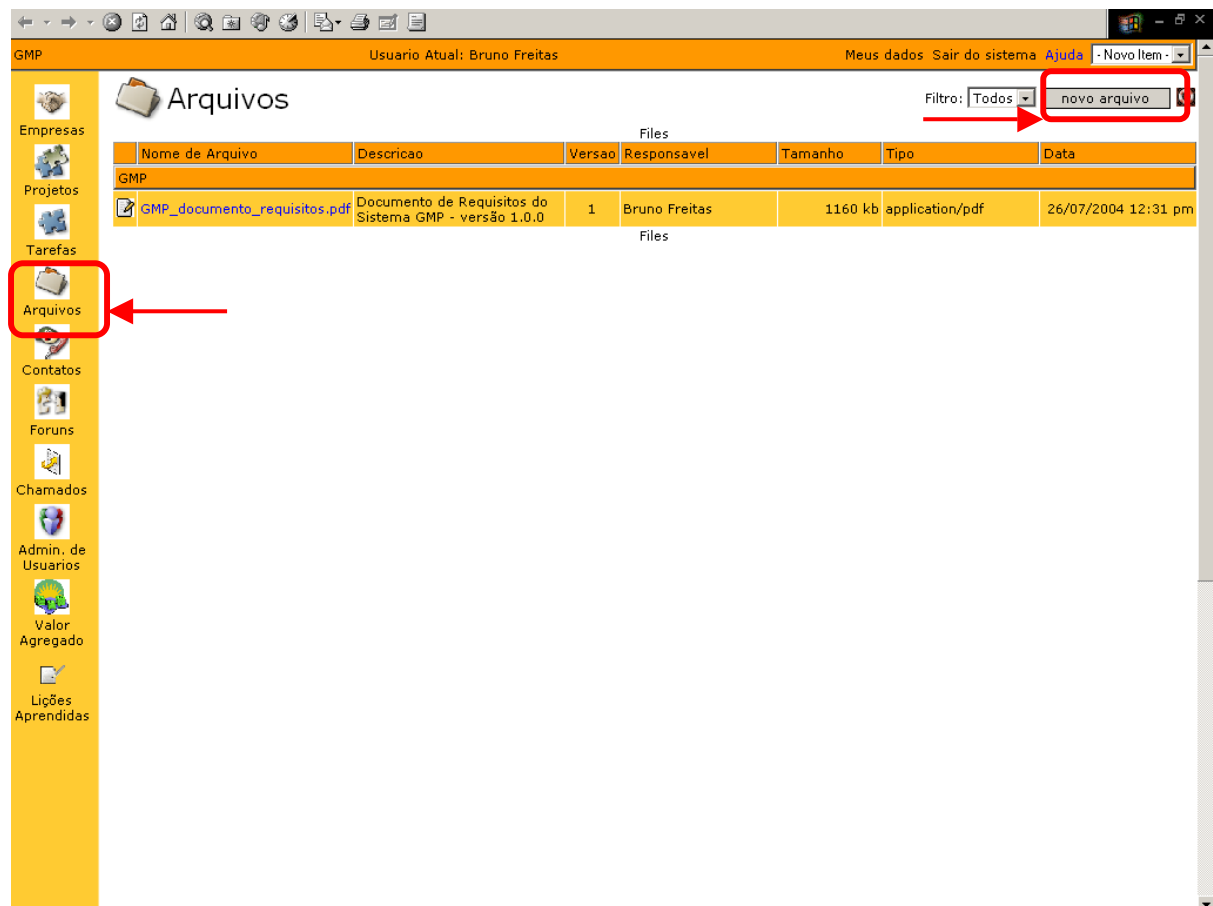 GMP Usuario Atual: Bruno Freitas Meus dados Sair do sistema Ajuda - Novo Item -
Arquivos Filtro: Todos novo arquivo
Files
Nome de Arquivo Descricao Versao Responsavel Tamanho Tipo Data
GMP
GMP_documento_requisitos.pdf Documento de Requisitos do
Sistema GMP - versão 1.0.0 1 Bruno Freitas 1160 kb application/pdf 26/07/2004 12:31 pm
Files
Empresas
Projetos
Tarefas
Arquivos
Contatos
Foruns
Chamados
Admin. de
Usuarios
Valor
Agregado
Lições
Aprendidas